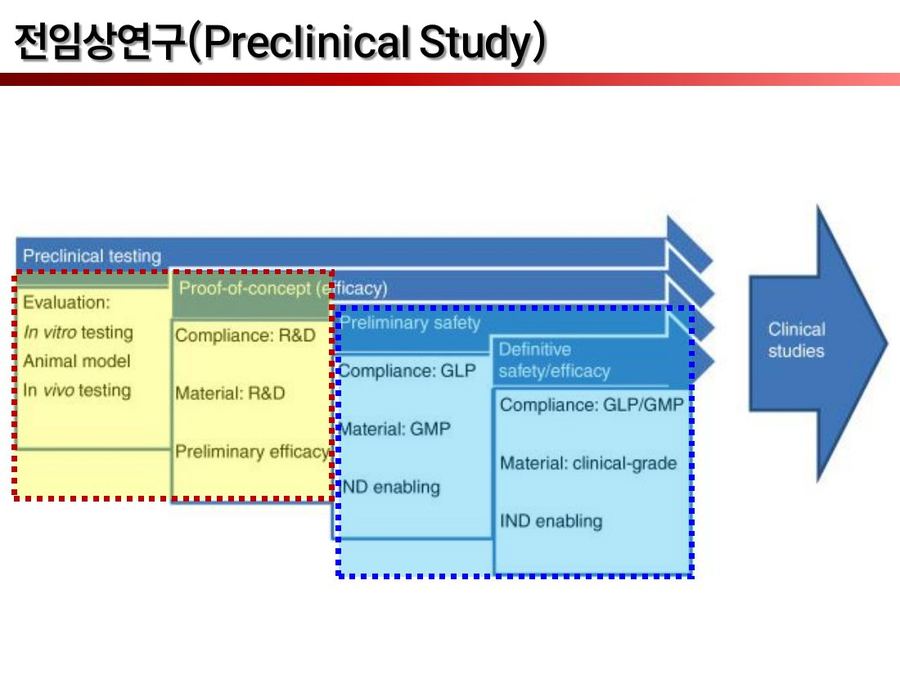 전임상연구(Preclinical Study)
Preclinical testing
Evaluation:
In vitro testing
Animal model
In vivo testing
Proof-of-concept (efficacy)
Compliance: R&D
Material: R&D
Preliminary efficacy
Preliminary safety
Compliance: GLP
Material: GMP
IND enabling
Definitive
safety/efficacy
Compliance: GLP/GMP
Material: clinical-grade
IND enabling
Clinical
studies